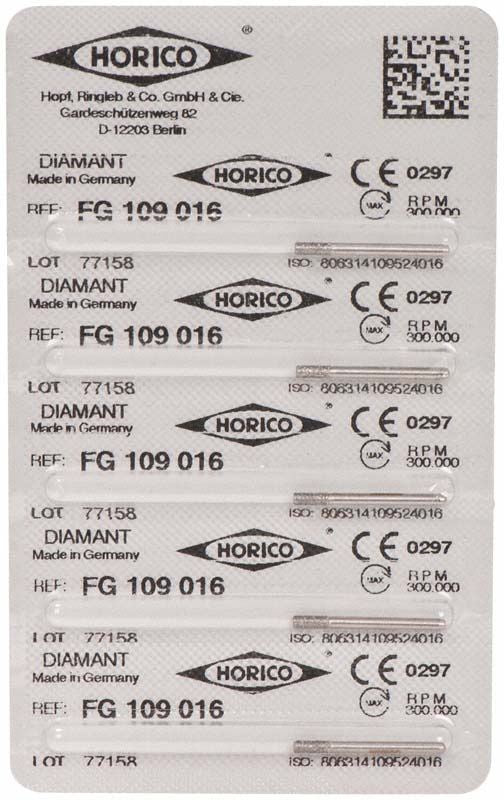 HORICO ®
Hopf, Ringleb & Co. GmbH & Cie.
Gardeschützenweg 82
D-12203 Berlin
DIAMANT HORICO ® CE 0297
Made in Germany
REF: FG 109 016 MAX RPM 300.000
LOT 77158 ISO: 806314109524016
DIAMANT HORICO ® CE 0297
Made in Germany
REF: FG 109 016 MAX RPM 300.000
LOT 77158 ISO: 806314109524016
DIAMANT HORICO ® CE 0297
Made in Germany
REF: FG 109 016 MAX RPM 300.000
LOT 77158 ISO: 806314109524016
DIAMANT HORICO ® CE 0297
Made in Germany
REF: FG 109 016 MAX RPM 300.000
LOT 77158 ISO: 806314109524016
DIAMANT HORICO ® CE 0297
Made in Germany
REF: FG 109 016 MAX RPM 300.000
LOT 77158 ISO: 806314109524016